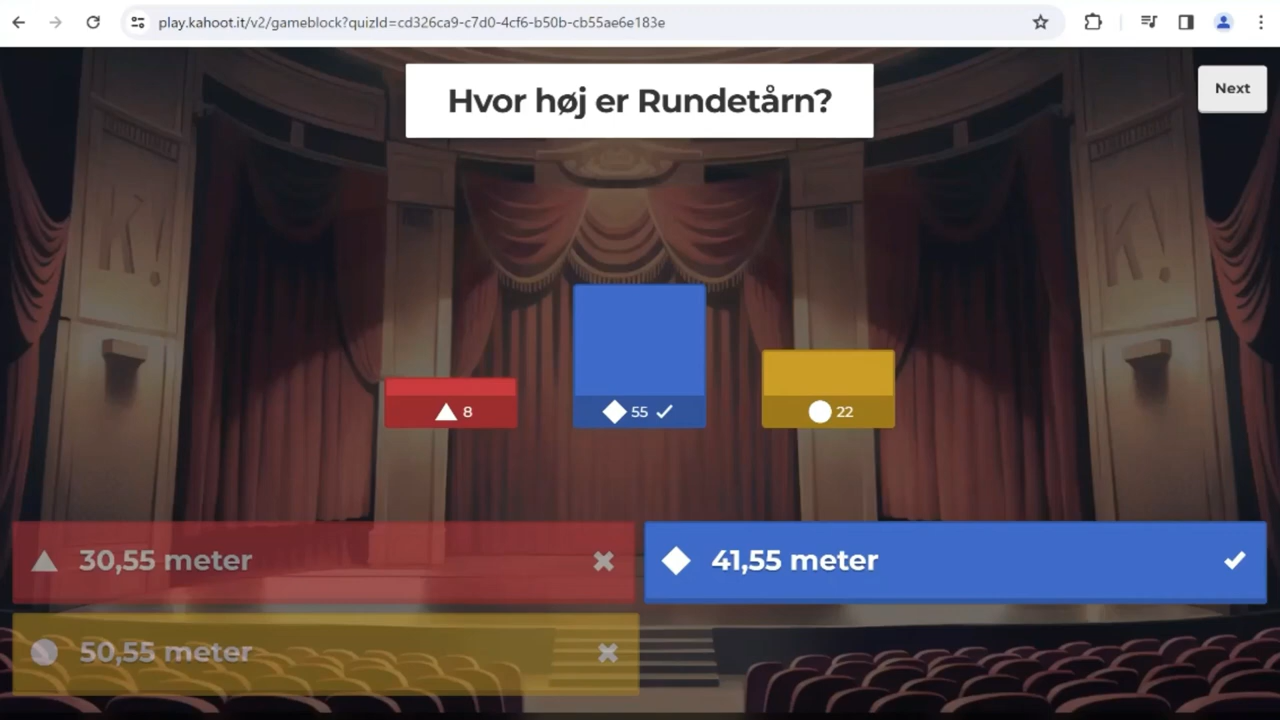 play.kahoot.it/v2/gameblock?quizId=cd326ca9-c7d0-4cf6-b50b-cb55ae6e183e
Hvor høj er Rundetårn?
Next
K!
K!
8
55
22
30,55 meter
41,55 meter
50,55 meter